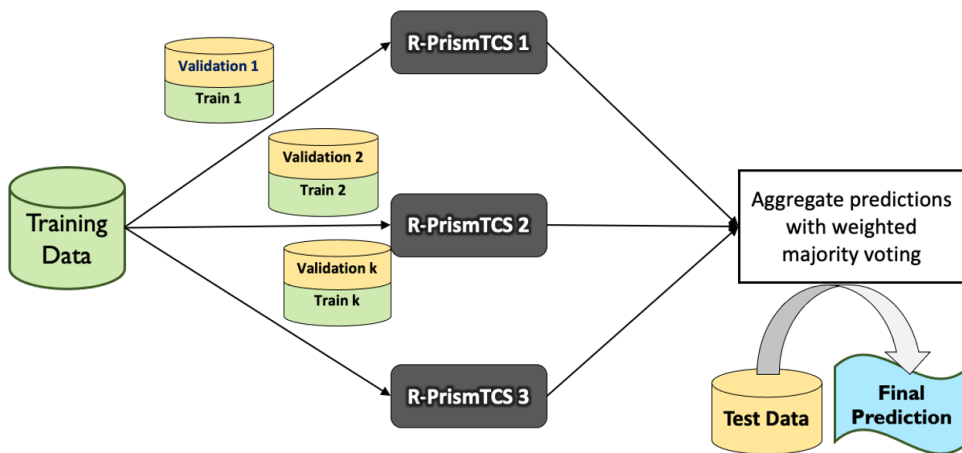 R-PrismTCS 1
Validation 1
Train 1
Validation 2
Train 2
Training
Data
R-PrismTCS 2
Aggregate predictions
with weighted
majority voting
Validation k
Train k
R-PrismTCS 3
Test Data
Final
Prediction